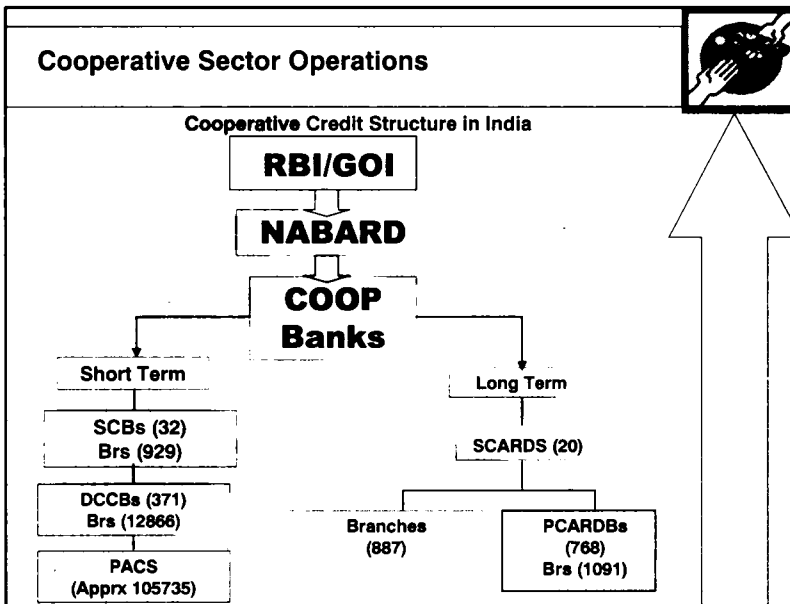 Cooperative Sector Operations
Cooperative Credit Structure in India
RBI/GOI
NABARD
COOP
Banks
Short Term
SCBs (32)
Brs (929)
DCCBs (371)
Brs (12866)
PACS
(Apprx 105735)
Long Term
SCARDS (20)
Branches
(887)
PCARDBs
(768)
Brs (1091)